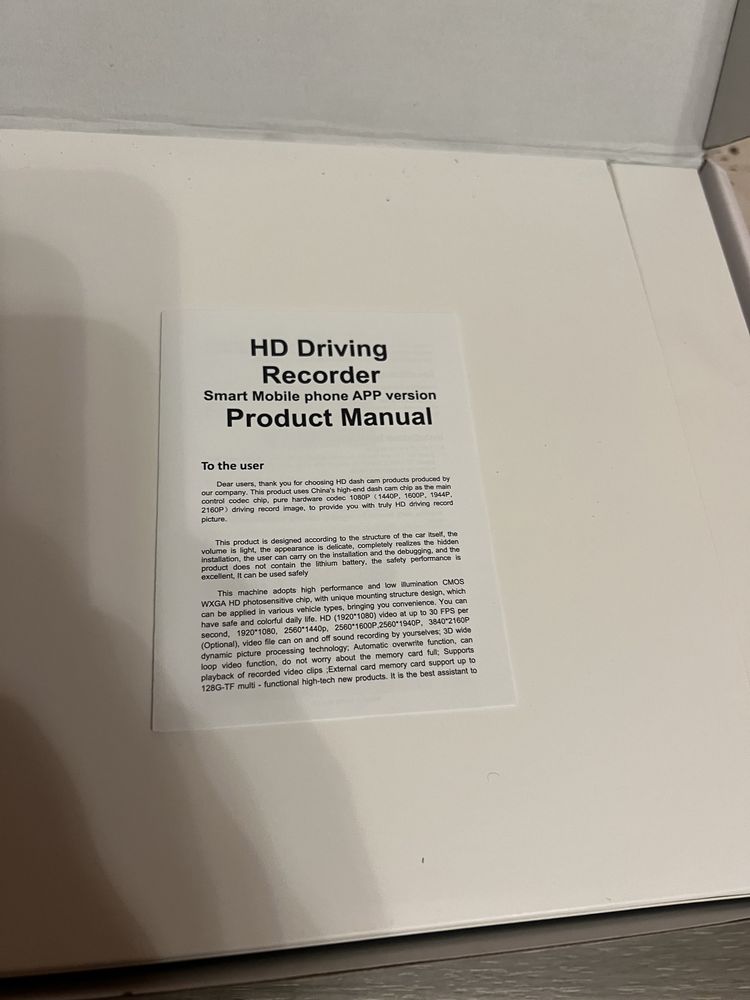 HD Driving
Recorder
Smart Mobile phone APP version
Product Manual
To the user
Dear users, thank you for choosing HD dash cam products produced by
our company. This product uses China's high-end dash cam chip as the main
control codec chip, pure hardware codec 1080P（1440P, 1600P, 1944P,
2160P）driving record image, to provide you with truly HD driving record
picture.
This product is designed according to the structure of the car itself, the
volume is light, the appearance is delicate, completely realizes the hidden
installation, the user can carry on the installation and the debugging, and the
product does not contain the lithium battery, the safety performance is
excellent, It can be used safely
This machine adopts high performance and low illumination CMOS
WXGA HD photosensitive chip, with unique mounting structure design, which
can be applied in various vehicle types, bringing you convenience. You can
have safe and colorful daily life. HD (1920*1080) video at up to 30 FPS per
second, 1920*1080, 2560*1440p, 2560*1600P,2560*1940P, 3840*2160P
(Optional), video file can on and off sound recording by yourselves; 3D wide
dynamic picture processing technology; Automatic overwrite function, can
loop video function, do not worry about the memory card full; Supports
playback of recorded video clips ;External card memory card support up to
128G-TF multi - functional high-tech new products. It is the best assistant to